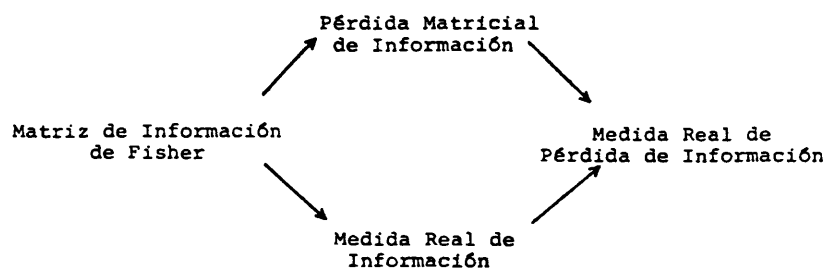 Pérdida Matricial
de Información
Matriz de Información
de Fisher
Medida Real de
Pérdida de Información
Medida Real de
Información